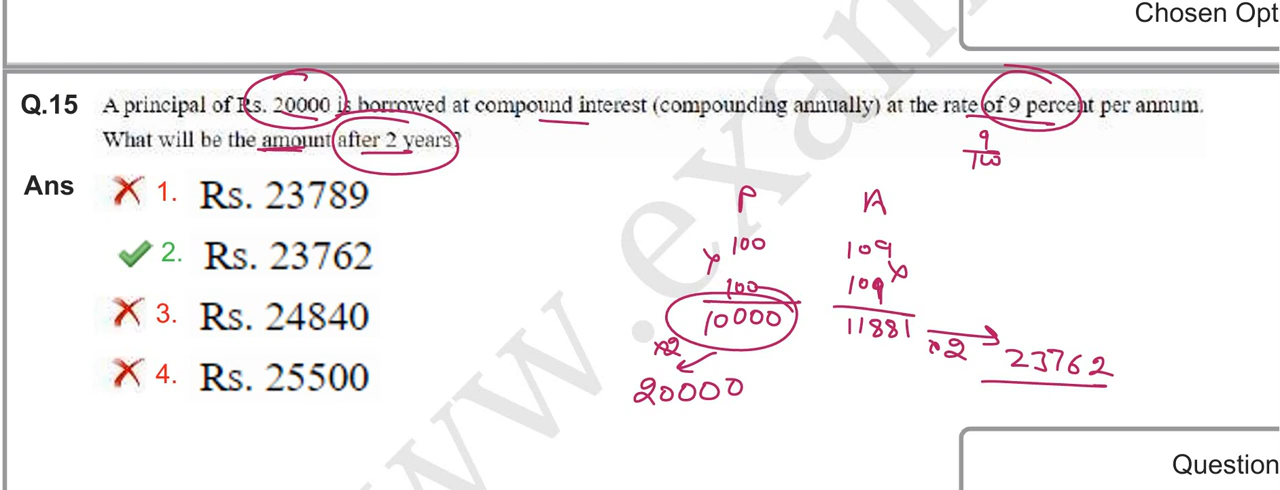 Chosen Opt
Q.15 A principal of Rs. 20000 is borrowed at compound interest (compounding annually) at the rate of 9 percent per annum.
What will be the amount after 2 years?
9
100
Ans
1. Rs. 23789
2. Rs. 23762
3. Rs. 24840
4. Rs. 25500
P A
× 100 109
100 109 ×
10000 11881
×2 ×2 23762
20000
www.exam
Question